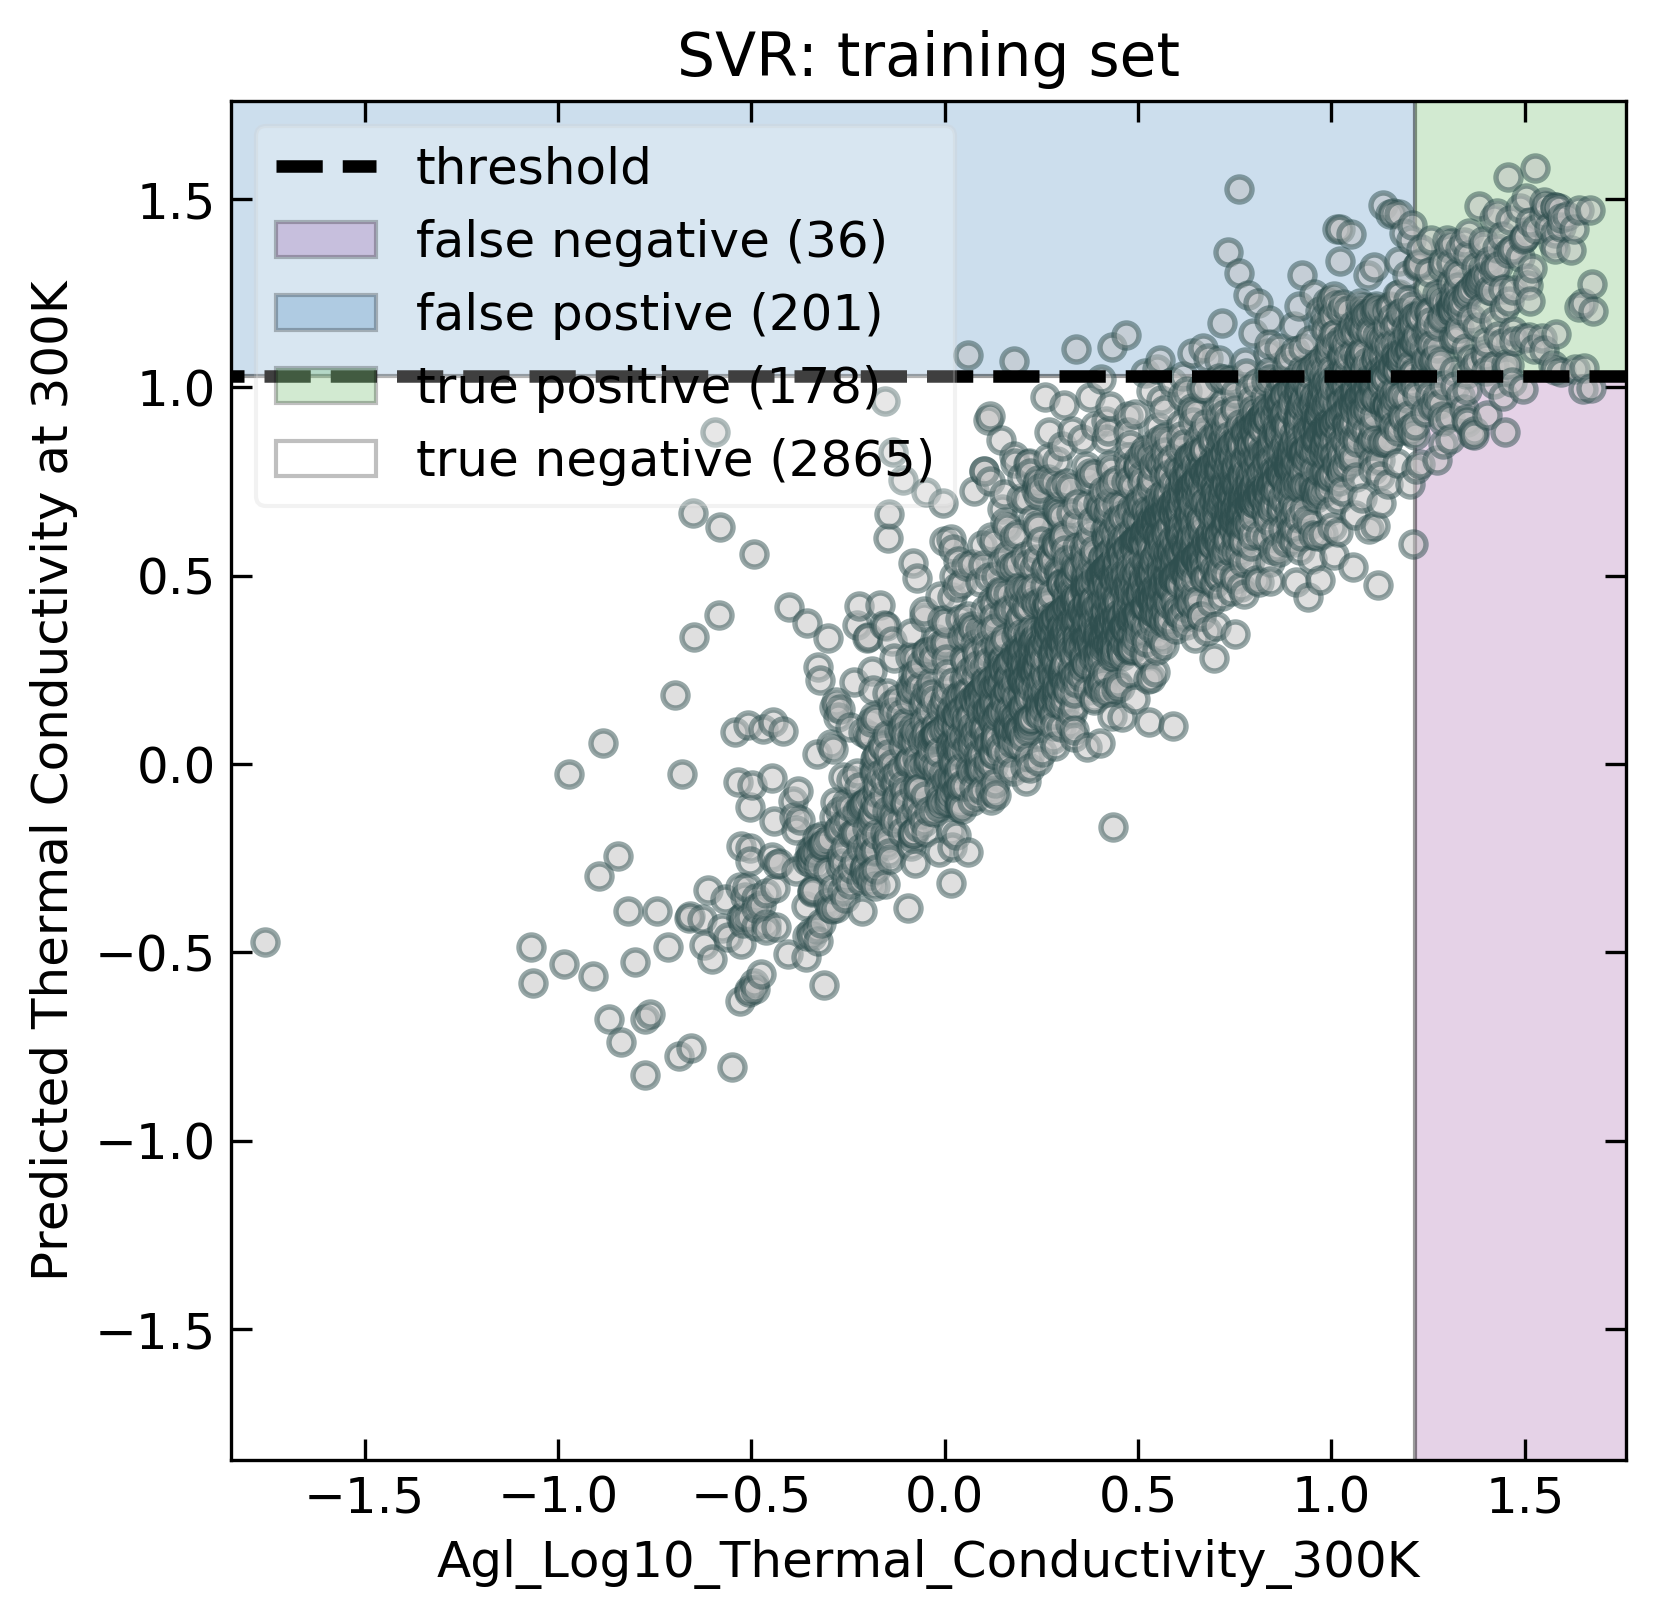 SVR: training set
threshold
false negative (36)
false postive (201)
true positive (178)
true negative (2865)
Predicted Thermal Conductivity at 300K
1.5
1.0
0.5
0.0
−0.5
−1.0
−1.5
−1.5 −1.0 −0.5 0.0 0.5 1.0 1.5
Agl_Log10_Thermal_Conductivity_300K